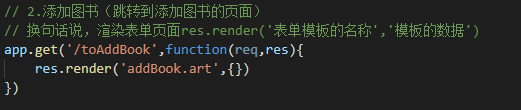 // 2.添加图书（跳转到添加图书的页面）
// 换句话说，渲染表单页面res.render('表单模板的名称','模板的数据')
app.get('/toAddBook',function(req,res){
    res.render('addBook.art',{})
})